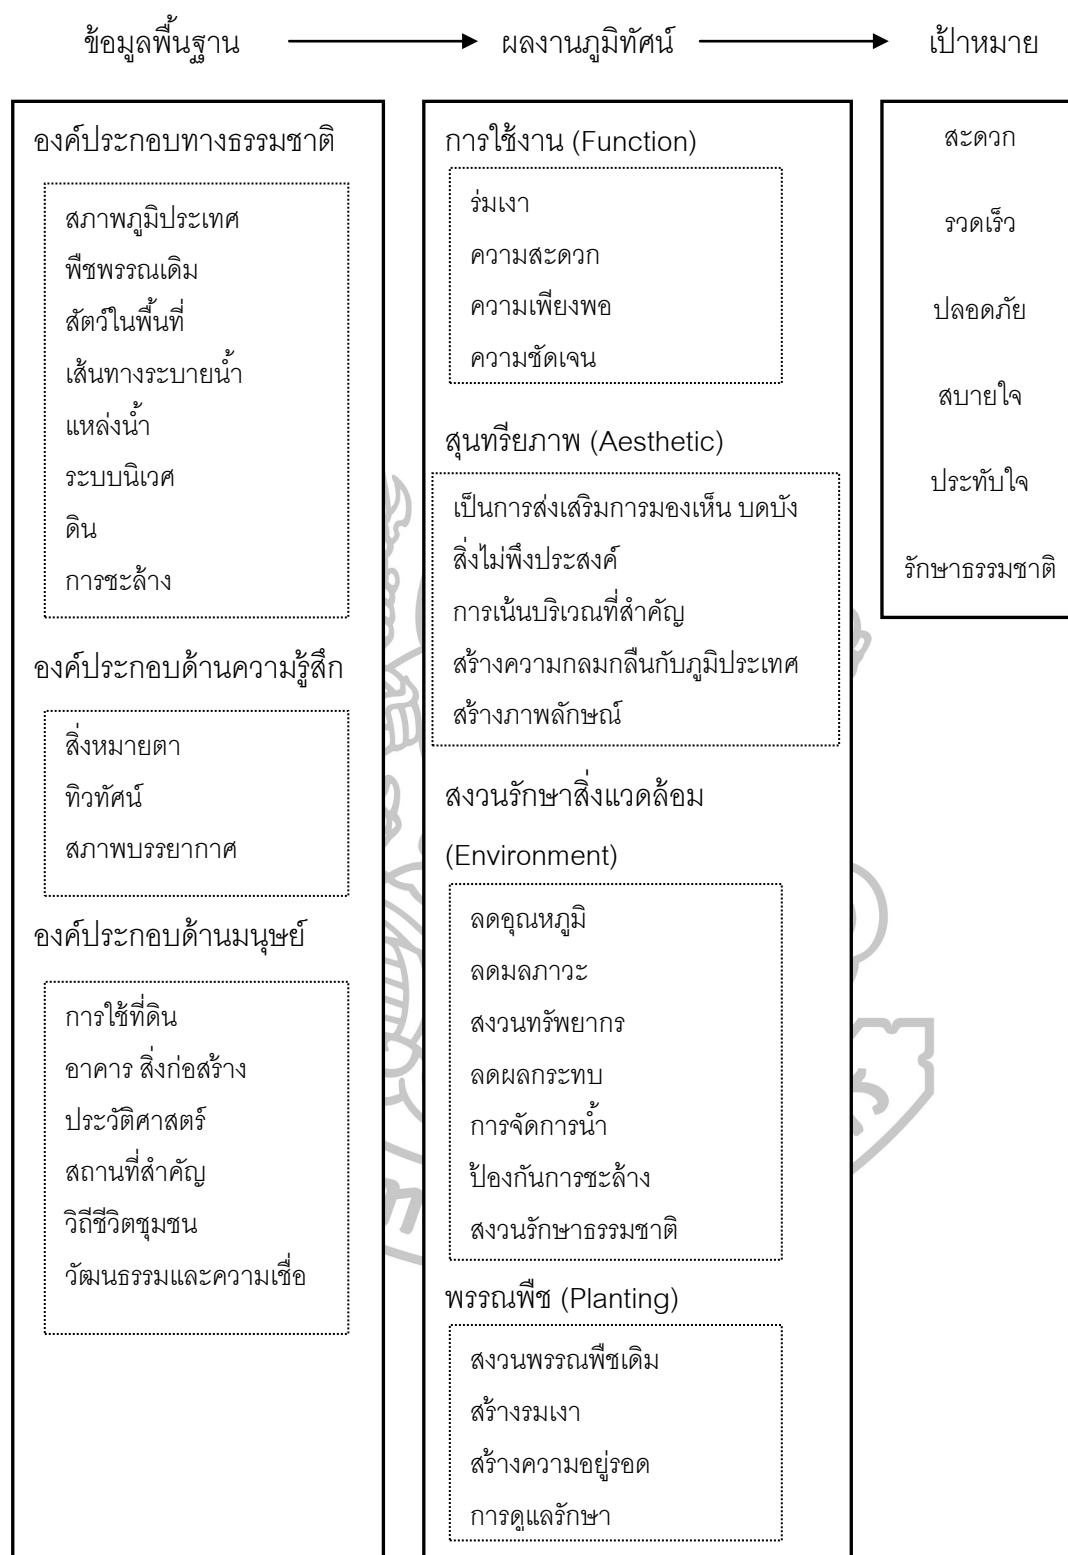 ข้อมูลพื้นฐาน
ผลงานภูมิทัศน์
เป้าหมาย
องค์ประกอบทางธรรมชาติ
สภาพภูมิประเทศ
พืชพรรณเดิม
สัตว์ในพื้นที่
เส้นทางระบายน้ำ
แหล่งน้ำ
ระบบนิเวศ
ดิน
การชะล้าง
องค์ประกอบด้านความรู้สึก
สิ่งหมายตา
ทิวทัศน์
สภาพบรรยากาศ
องค์ประกอบด้านมนุษย์
การใช้ที่ดิน
อาคาร สิ่งก่อสร้าง
ประวัติศาสตร์
สถานที่สำคัญ
วิถีชีวิตชุมชน
วัฒนธรรมและความเชื่อ
การใช้งาน (Function)
ร่มเงา
ความสะดวก
ความเพียงพอ
ความชัดเจน
สุนทรียภาพ (Aesthetic)
เป็นการส่งเสริมการมองเห็น บดบัง
สิ่งไม่พึงประสงค์
การเน้นบริเวณที่สำคัญ
สร้างความกลมกลืนกับภูมิประเทศ
สร้างภาพลักษณ์
สงวนรักษาสิ่งแวดล้อม
(Environment)
ลดอุณหภูมิ
ลดมลภาวะ
สงวนทรัพยากร
ลดผลกระทบ
การจัดการน้ำ
ป้องกันการชะล้าง
สงวนรักษาธรรมชาติ
พรรณพืช (Planting)
สงวนพรรณพืชเดิม
สร้างรมเงา
สร้างความอยู่รอด
การดูแลรักษา
สะดวก
รวดเร็ว
ปลอดภัย
สบายใจ
ประทับใจ
รักษาธรรมชาติ